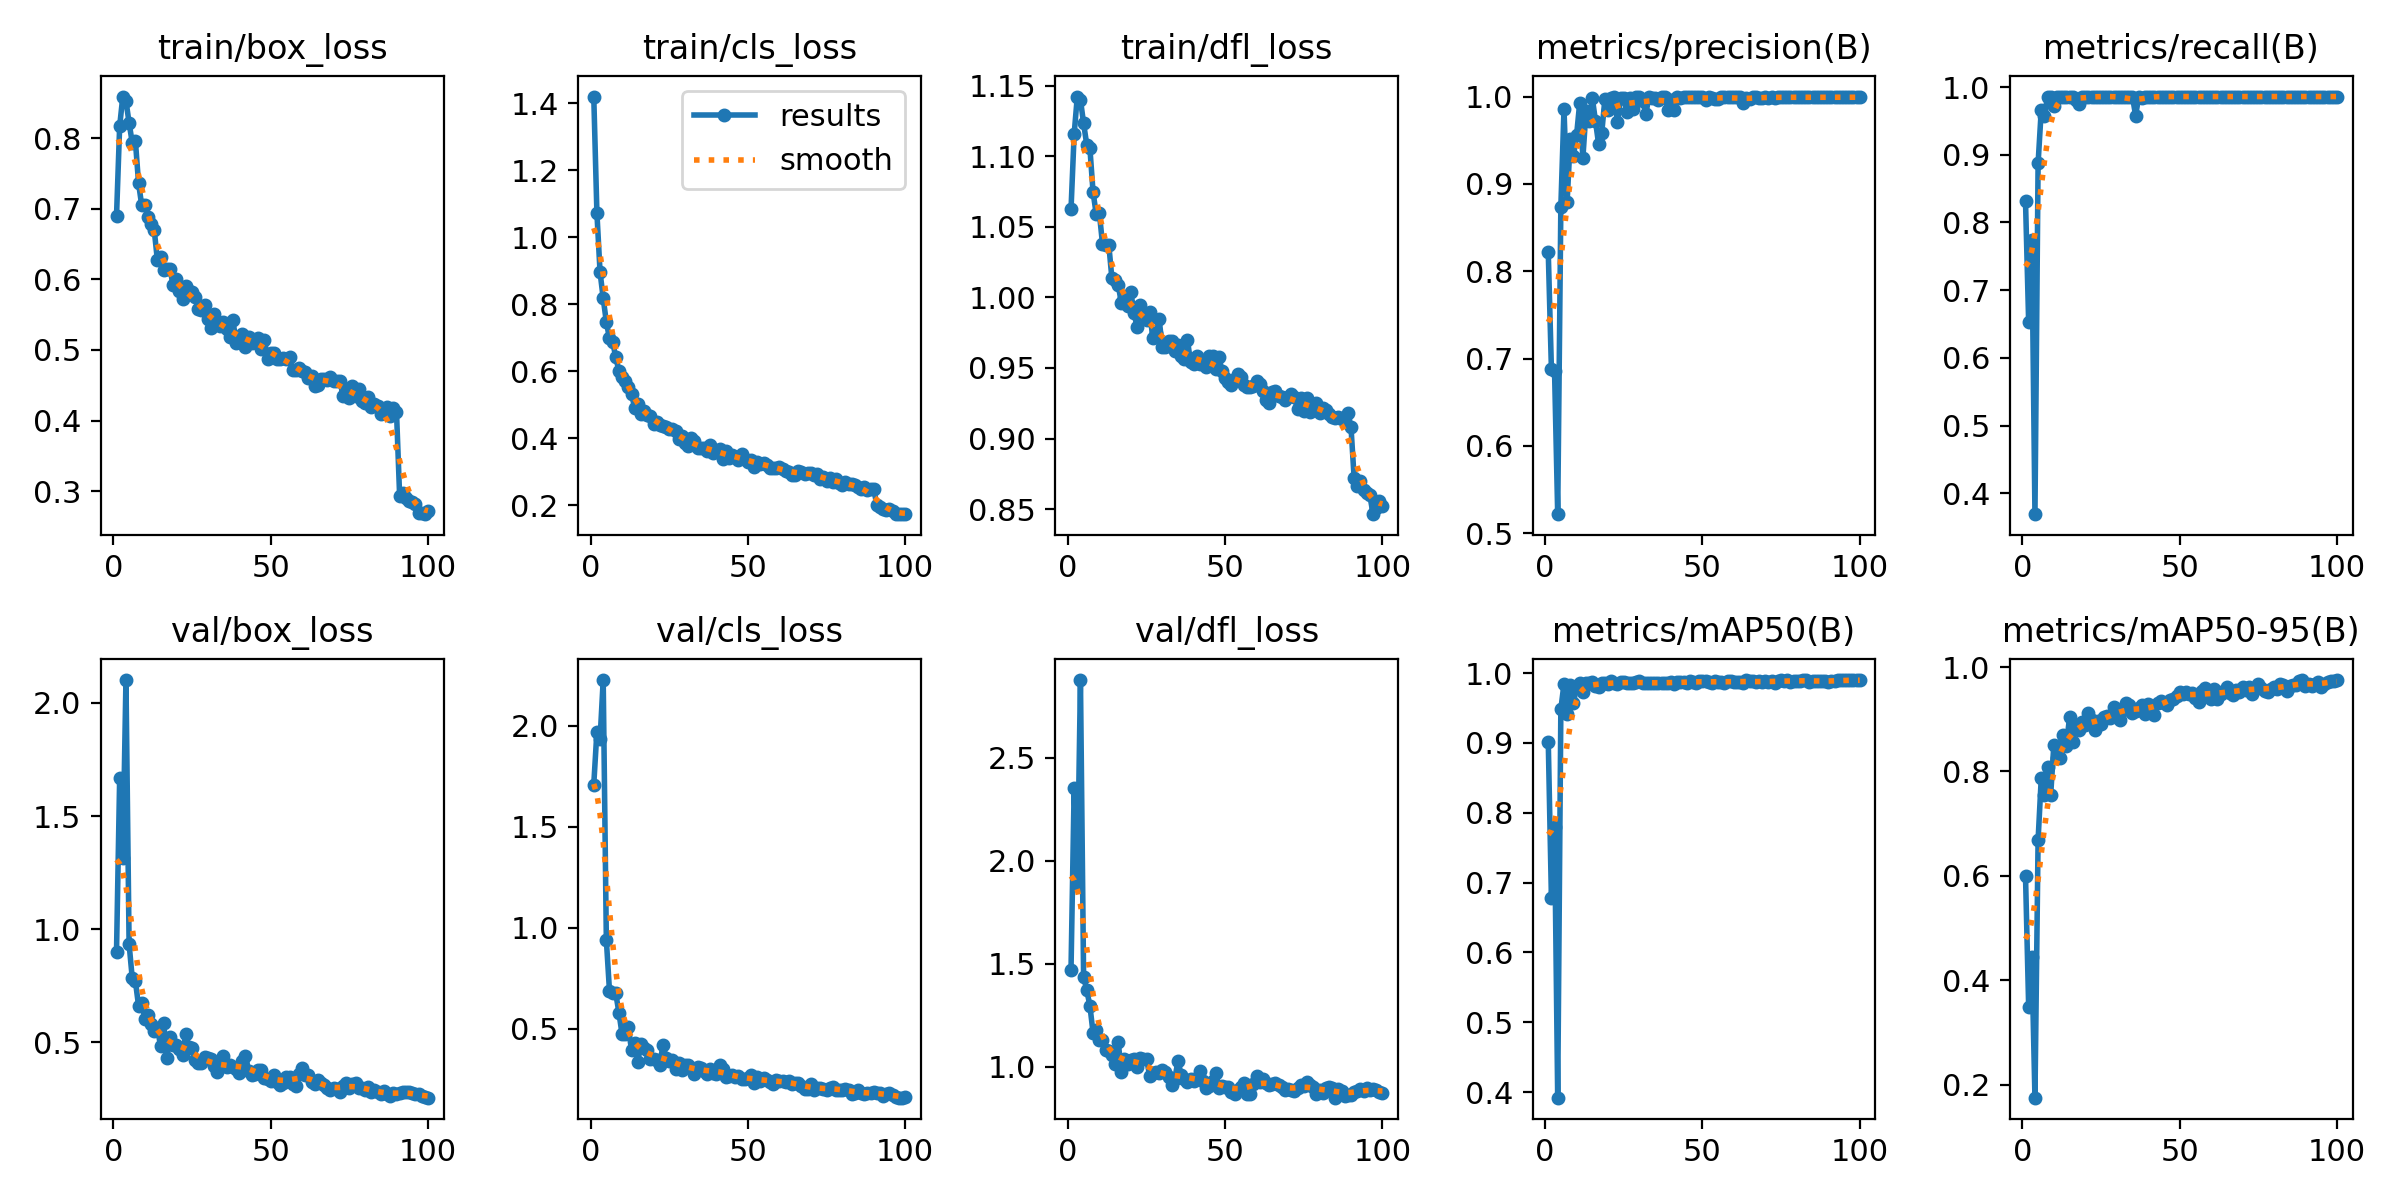 train/box_loss
0.8
0.7
0.6
0.5
0.4
0.3
0 50 100
train/cls_loss
results
smooth
1.4
1.2
1.0
0.8
0.6
0.4
0.2
0 50 100
train/dfl_loss
1.15
1.10
1.05
1.00
0.95
0.90
0.85
0 50 100
metrics/precision(B)
1.0
0.9
0.8
0.7
0.6
0.5
0 50 100
metrics/recall(B)
1.0
0.9
0.8
0.7
0.6
0.5
0.4
0 50 100
val/box_loss
2.0
1.5
1.0
0.5
0 50 100
val/cls_loss
2.0
1.5
1.0
0.5
0 50 100
val/dfl_loss
2.5
2.0
1.5
1.0
0 50 100
metrics/mAP50(B)
1.0
0.9
0.8
0.7
0.6
0.5
0.4
0 50 100
metrics/mAP50-95(B)
1.0
0.8
0.6
0.4
0.2
0 50 100